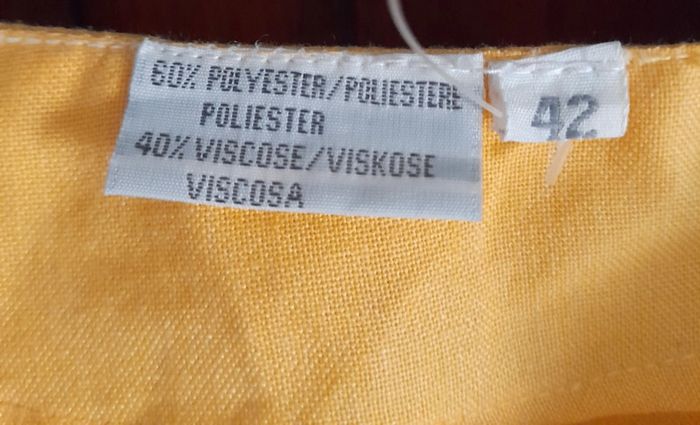 60% POLYESTER/POLIESTERE
POLIESTER
40% VISCOSE/VISKOSE
VISCOSA
42